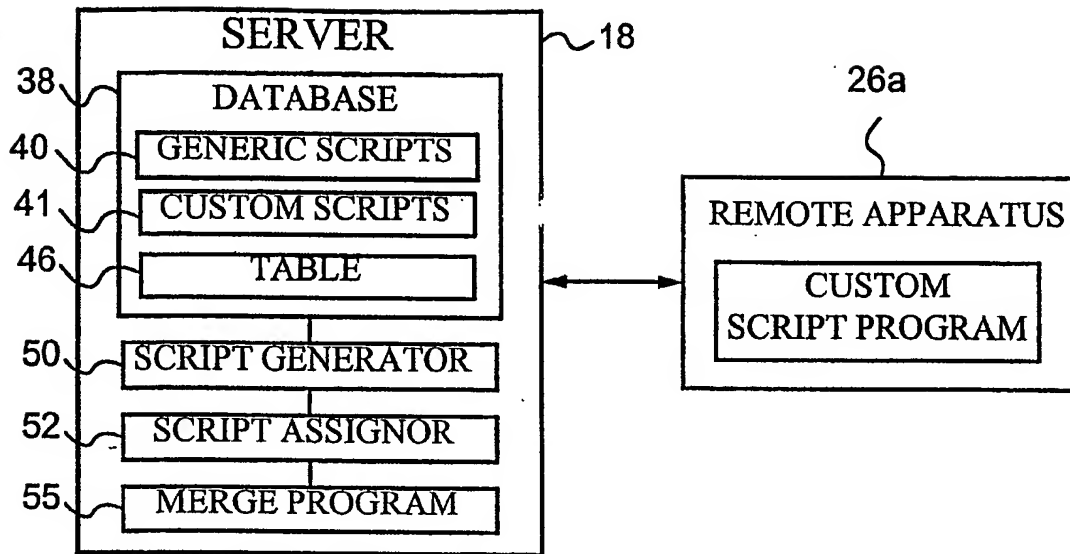 SERVER
18
38
DATABASE
40
GENERIC SCRIPTS
41
CUSTOM SCRIPTS
46
TABLE
50
SCRIPT GENERATOR
52
SCRIPT ASSIGNOR
55
MERGE PROGRAM
26a
REMOTE APPARATUS
CUSTOM
SCRIPT PROGRAM